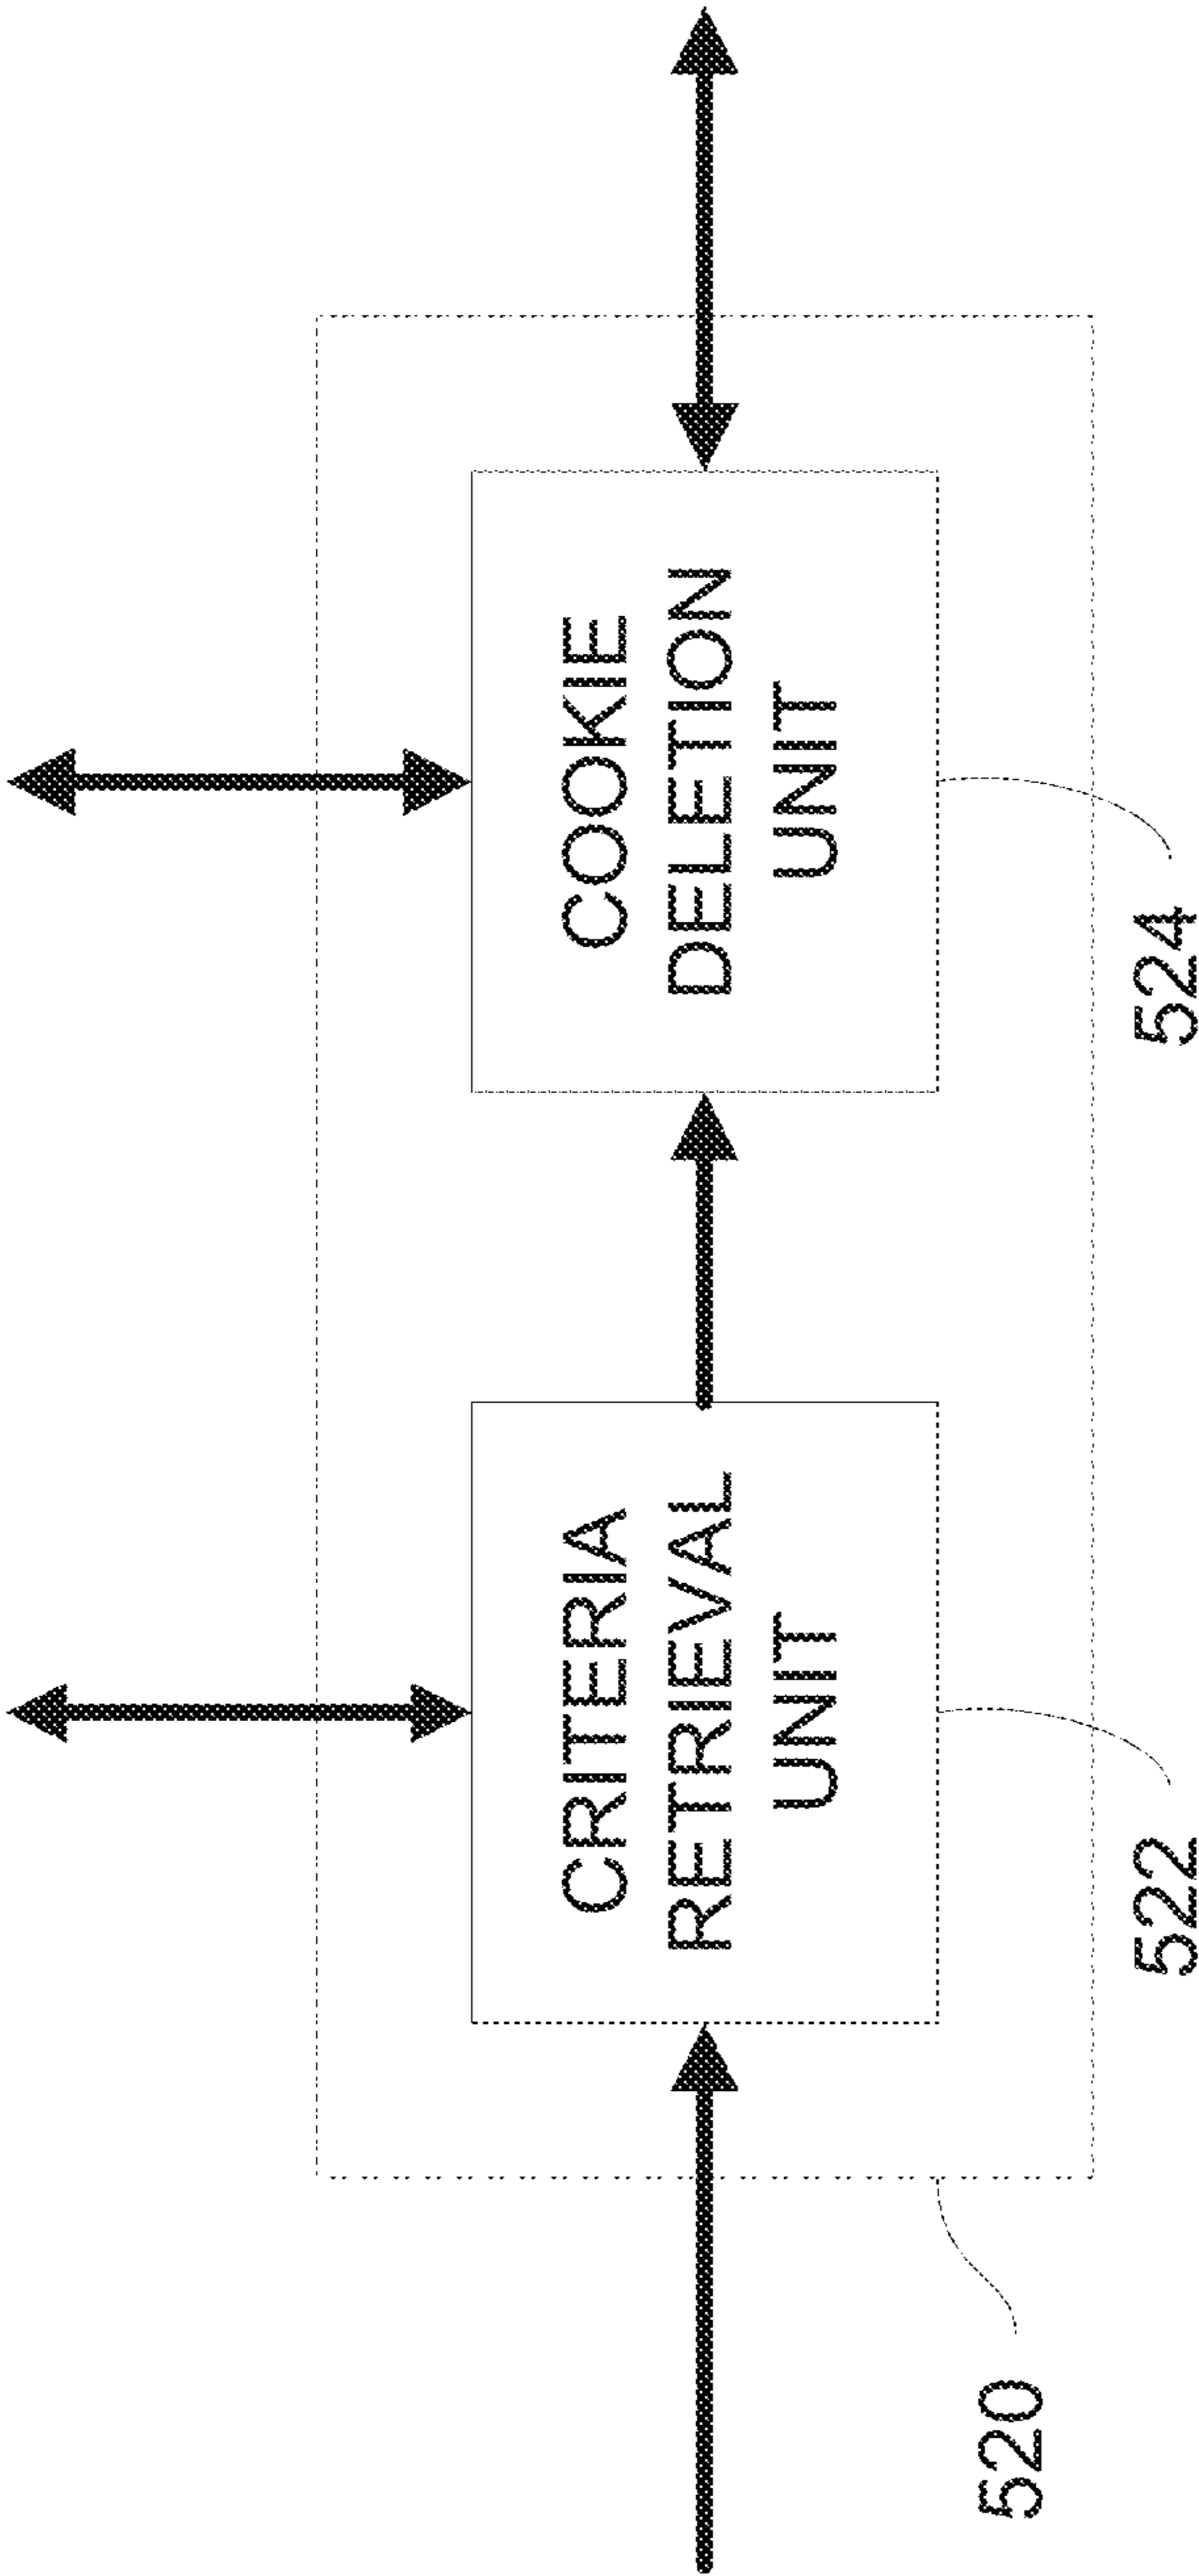 CRITERIA
RETRIEVAL
UNIT
COOKIE
DELETION
UNIT
520
522
524